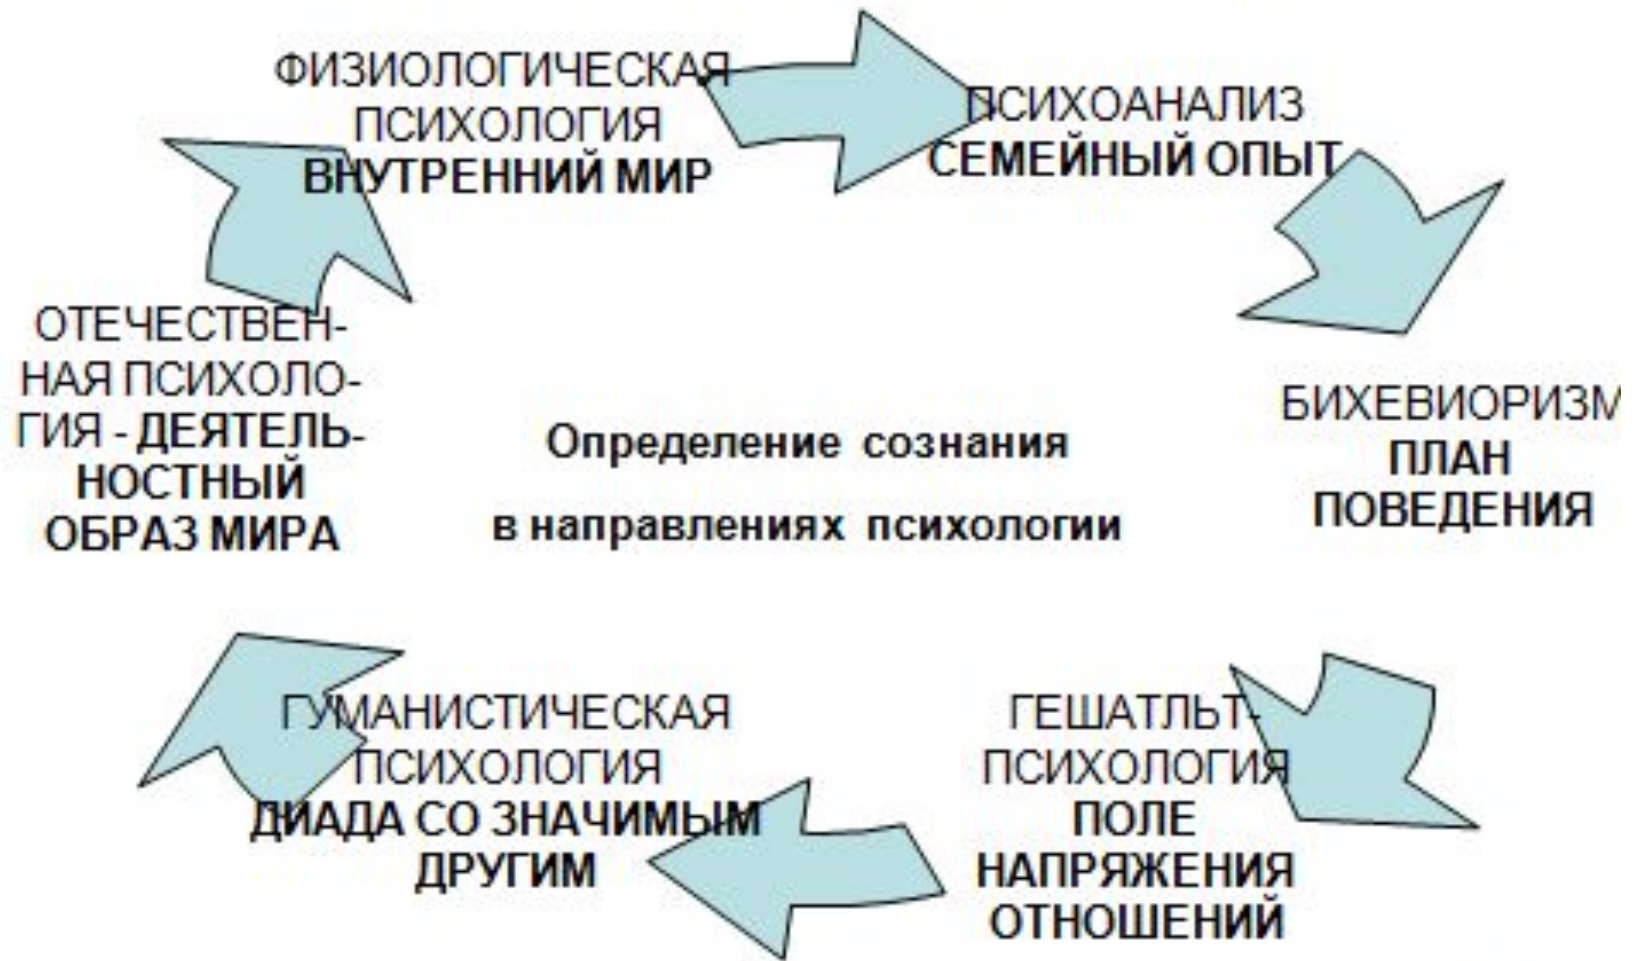 ФИЗИОЛОГИЧЕСКАЯ
ПСИХОЛОГИЯ
ВНУТРЕННИЙ МИР
ПСИХОАНАЛИЗ
СЕМЕЙНЫЙ ОПЫТ
БИХЕВИОРИЗМ
ПЛАН
ПОВЕДЕНИЯ
ГЕШАТЛЬТ-
ПСИХОЛОГИЯ
ПОЛЕ
НАПРЯЖЕНИЯ
ОТНОШЕНИЙ
ГУМАНИСТИЧЕСКАЯ
ПСИХОЛОГИЯ
ДИАДА СО ЗНАЧИМЫМ
ДРУГИМ
ОТЕЧЕСТВЕН-
НАЯ ПСИХОЛО-
ГИЯ - ДЕЯТЕЛЬ-
НОСТНЫЙ
ОБРАЗ МИРА
Определение сознания
в направлениях психологии